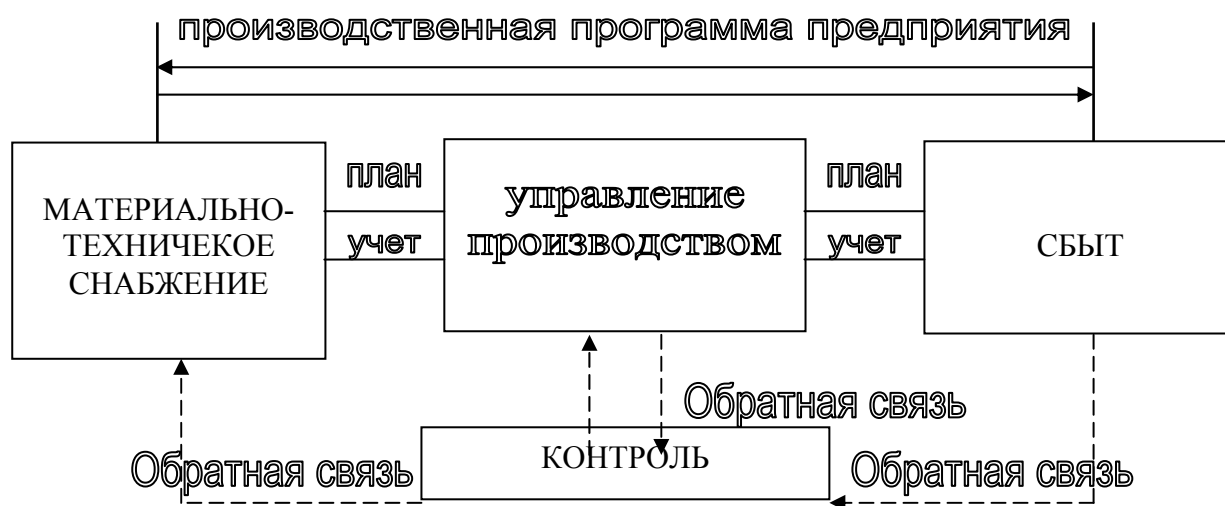 производственная программа предприятия
МАТЕРИАЛЬНО-
ТЕХНИЧЕКОЕ
СНАБЖЕНИЕ
план
учет
управление
производством
план
учет
СБЫТ
Обратная связь
Обратная связь
КОНТРОЛЬ
Обратная связь